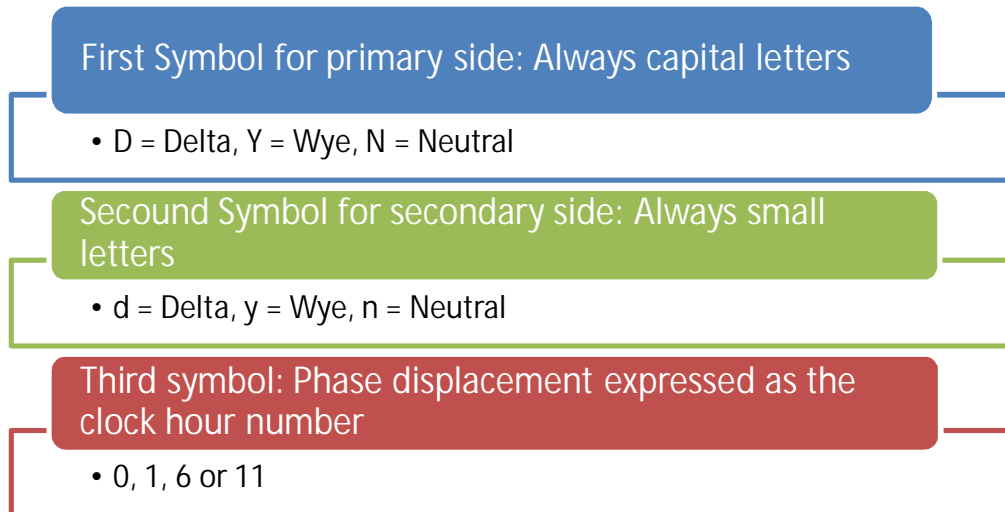 First Symbol for primary side: Always capital letters
• D = Delta, Y = Wye, N = Neutral
Secound Symbol for secondary side: Always small
letters
• d = Delta, y = Wye, n = Neutral
Third symbol: Phase displacement expressed as the
clock hour number
• 0, 1, 6 or 11